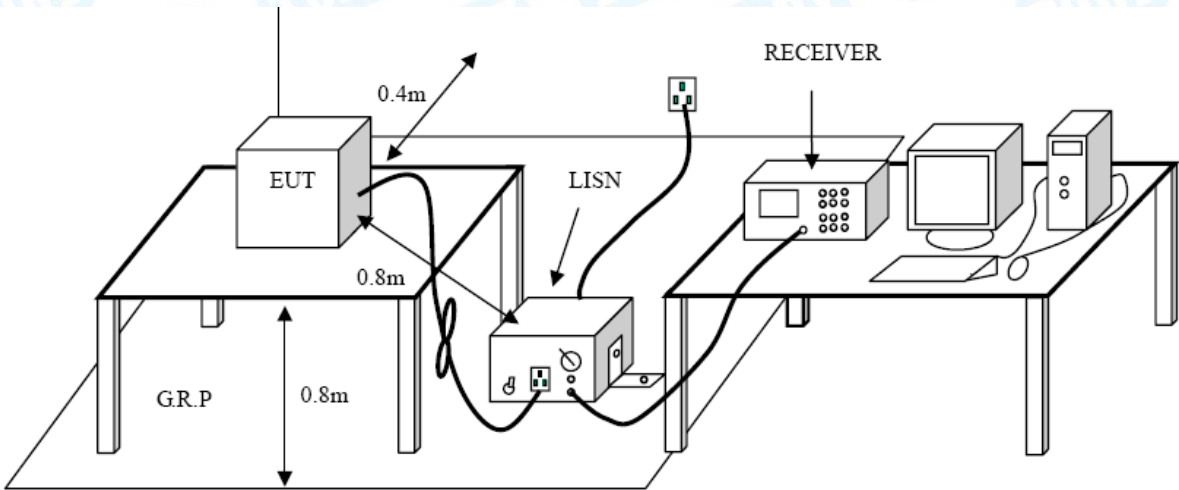 RECEIVER
0.4m
EUT
LISN
0.8m
G.R.P
0.8m